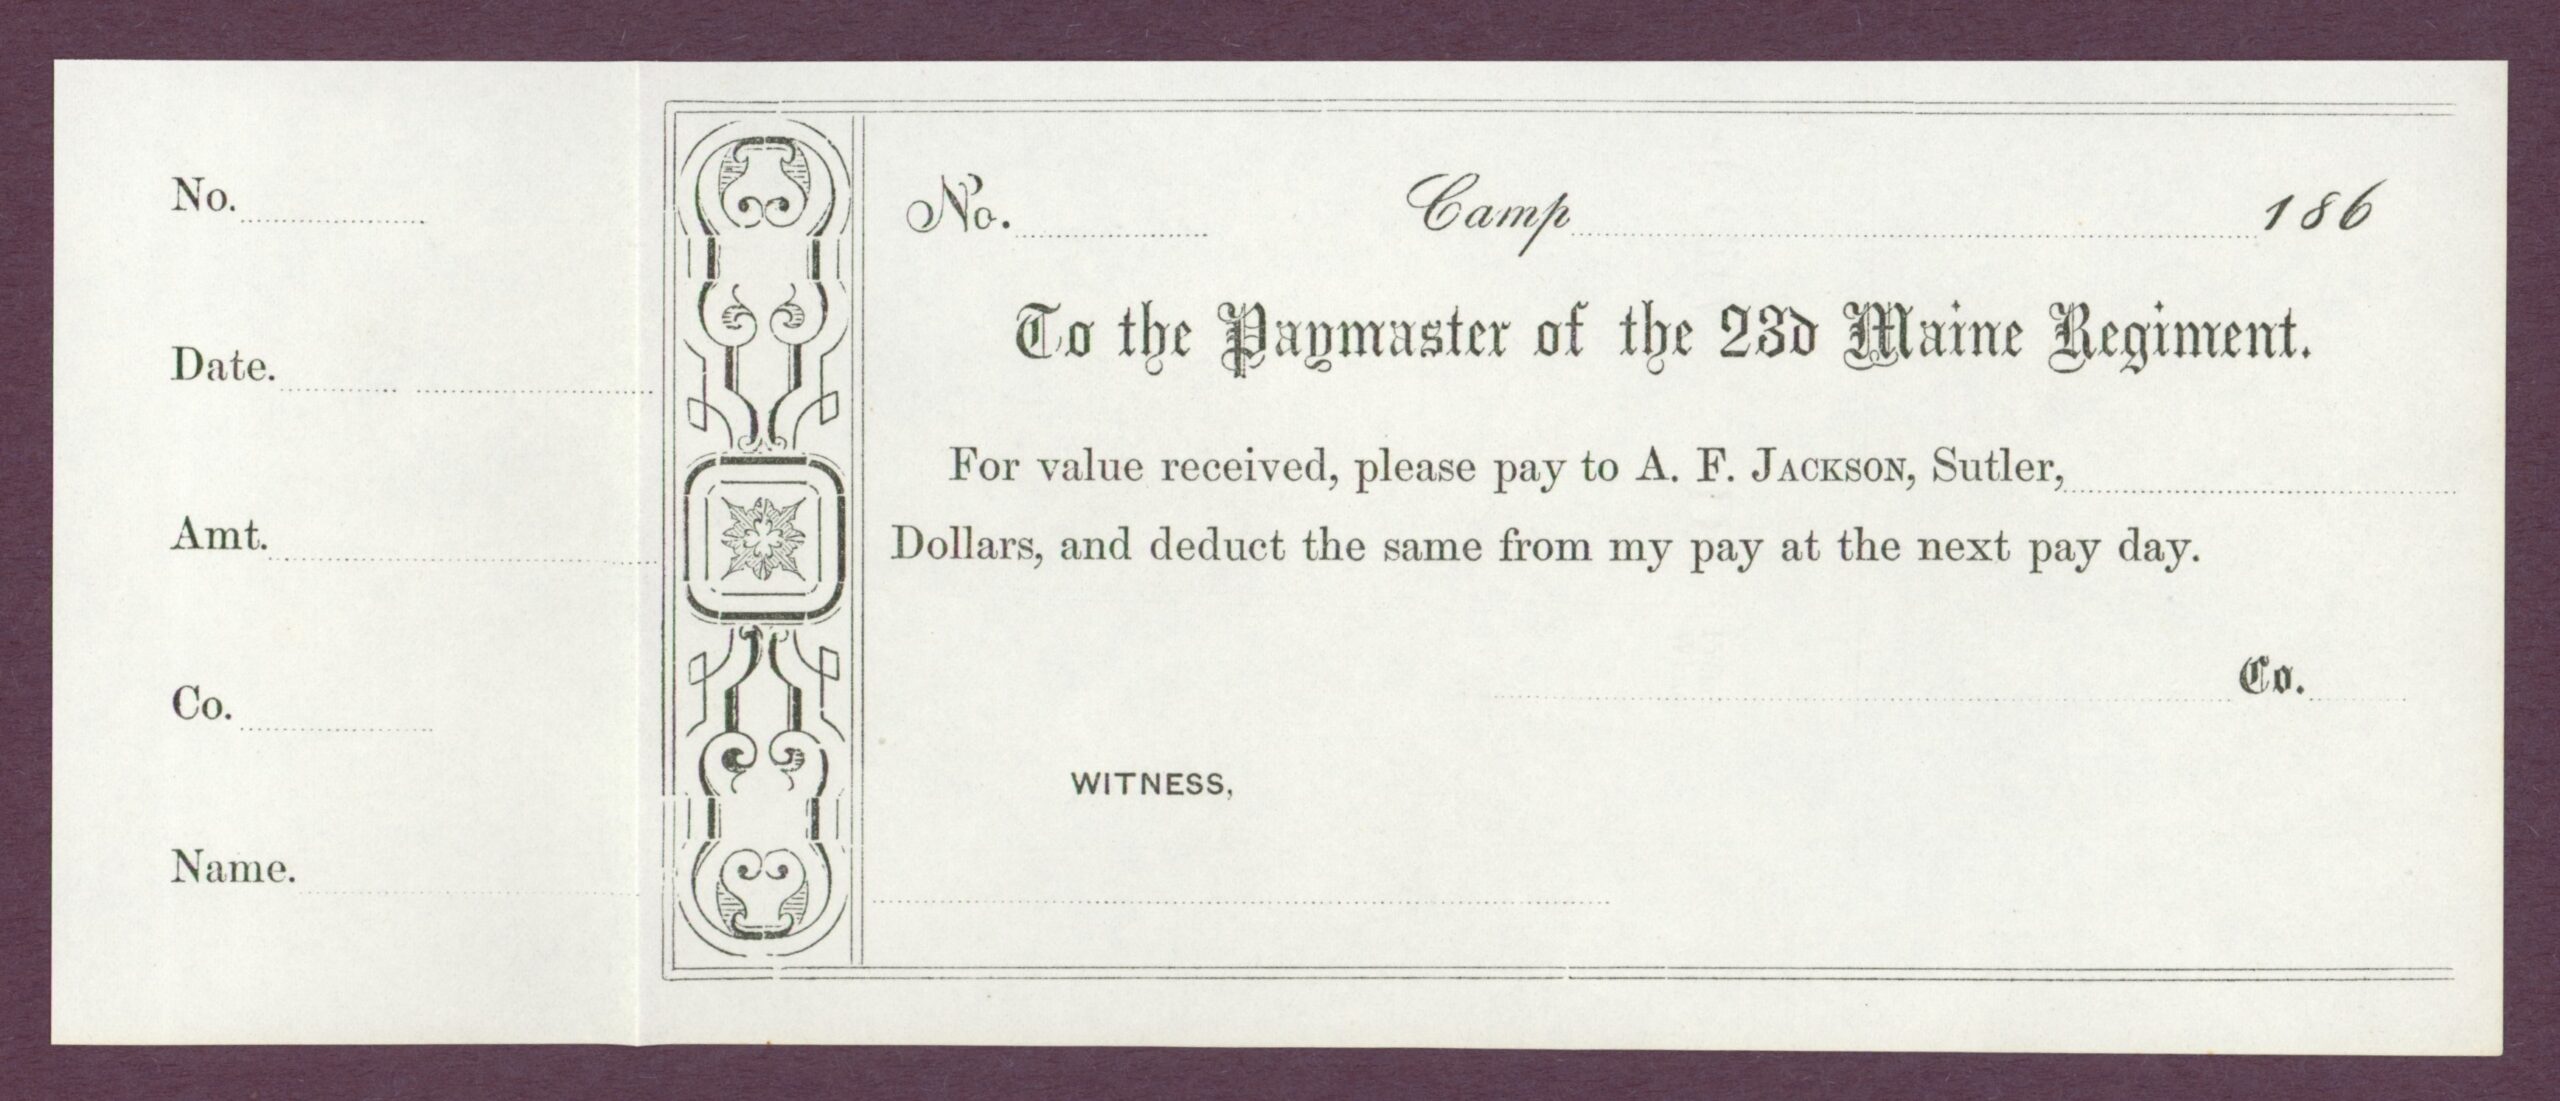 No.
Date.
Amt.
Co.
Name.
No. Camp 186
To the Paymaster of the 23d Maine Regiment.
For value received, please pay to A. F. JACKSON, Sutler,
Dollars, and deduct the same from my pay at the next pay day.
Co.
WITNESS,